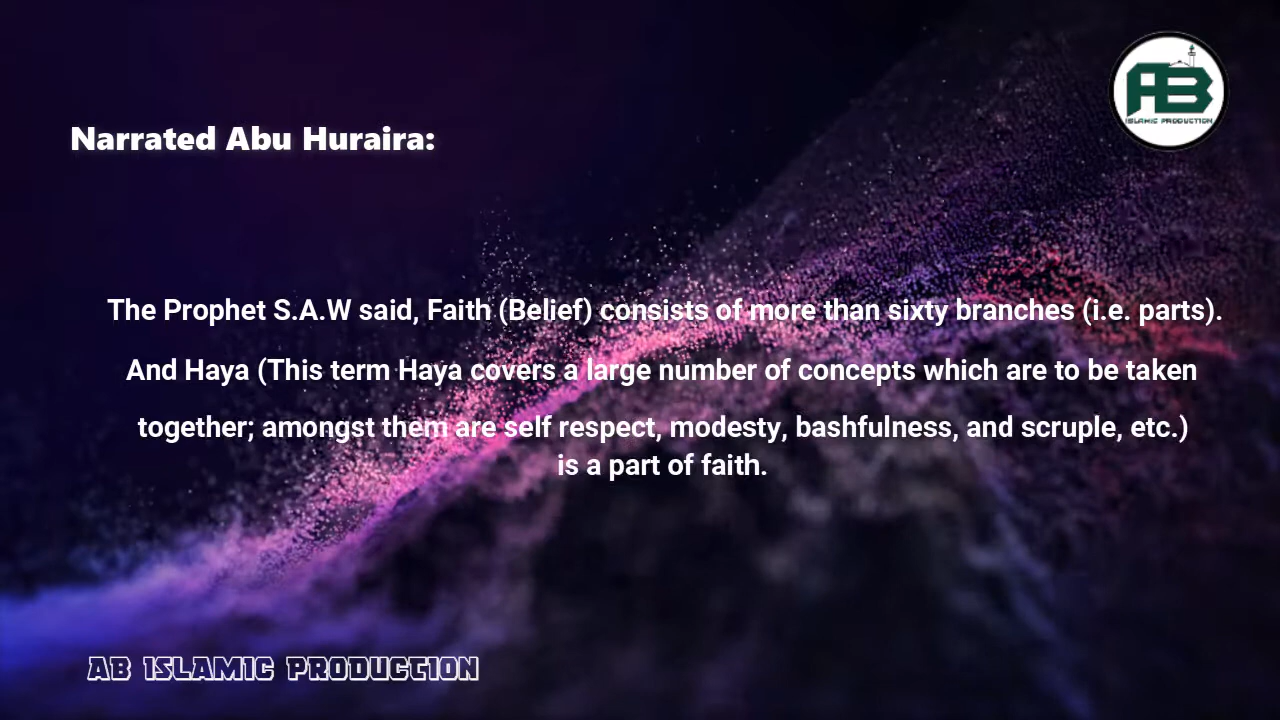 AB
ISLAMIC PRODUCTION
Narrated Abu Huraira:
The Prophet S.A.W said, Faith (Belief) consists of more than sixty branches (i.e. parts).
And Haya (This term Haya covers a large number of concepts which are to be taken
together; amongst them are self respect, modesty, bashfulness, and scruple, etc.)
is a part of faith.
AB ISLAMIC PRODUCTION